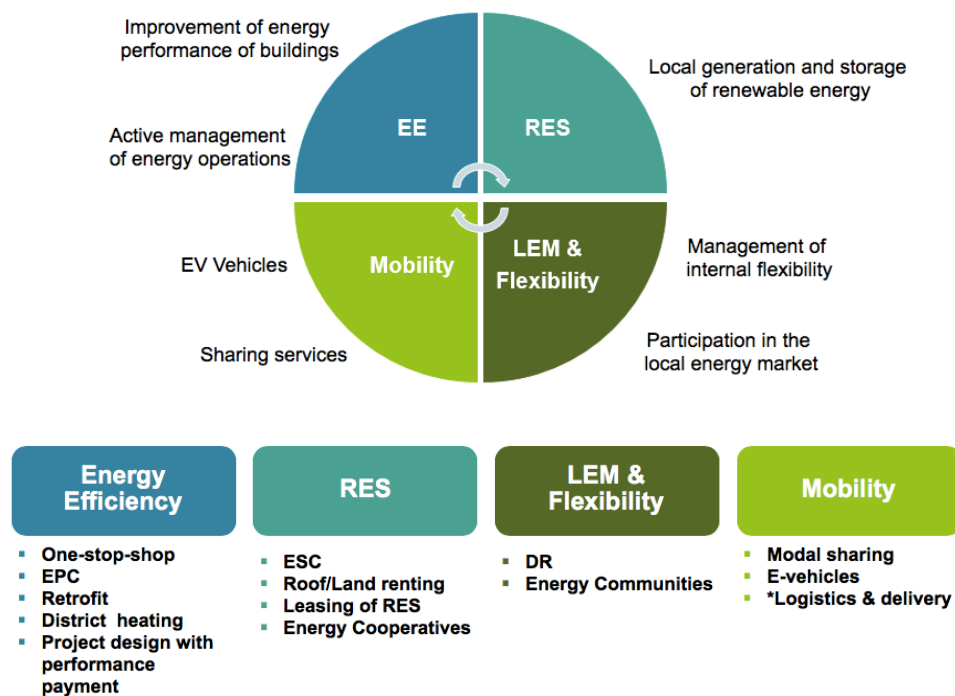 Improvement of energy
performance of buildings
Active management
of energy operations
EV Vehicles
Sharing services
EE
RES
Mobility
LEM &
Flexibility
Local generation and storage
of renewable energy
Management of
internal flexibility
Participation in the
local energy market
Energy
Efficiency
One-stop-shop
EPC
Retrofit
District heating
Project design with
performance
payment
RES
ESC
Roof/Land renting
Leasing of RES
Energy Cooperatives
LEM &
Flexibility
DR
Energy Communities
Mobility
Modal sharing
E-vehicles
*Logistics & delivery